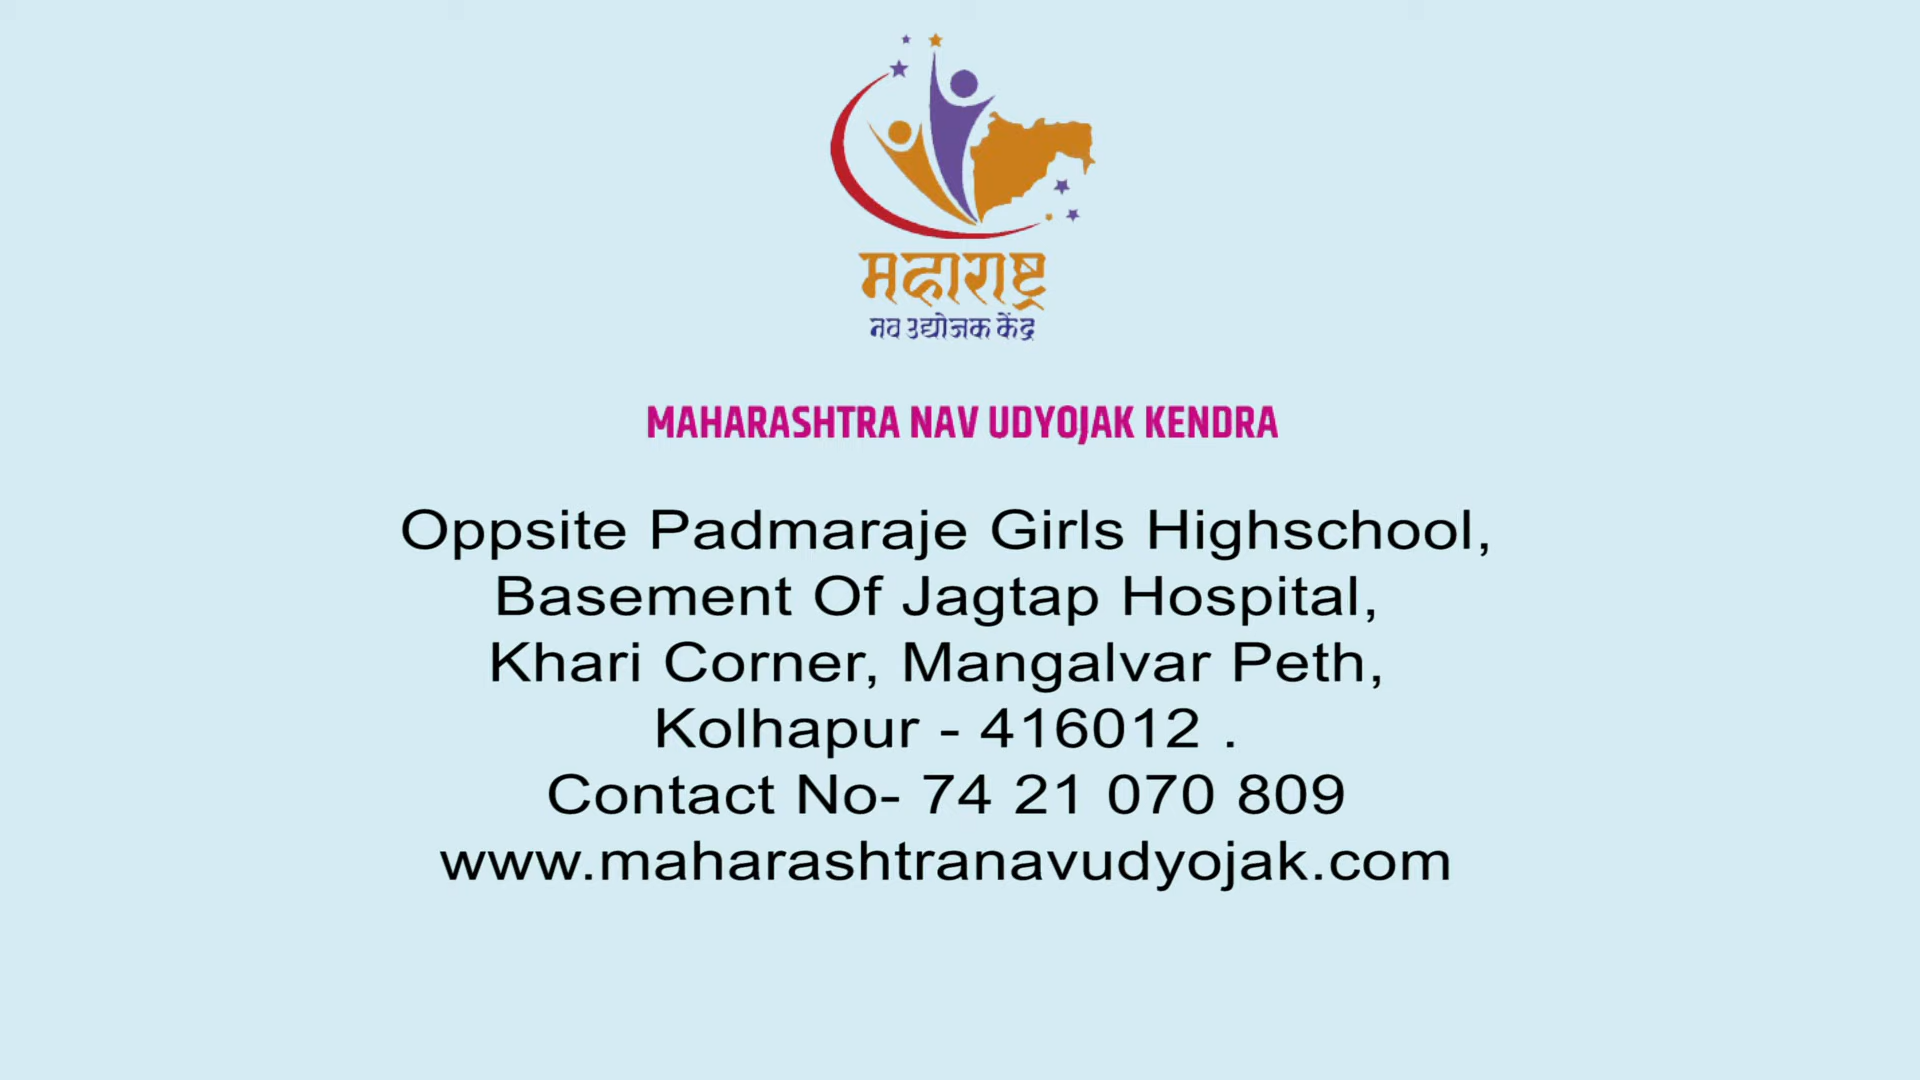 महाराष्ट्र
नव उद्योजक केंद्र
MAHARASHTRA NAV UDYOJAK KENDRA
Oppsite Padmaraje Girls Highschool,
Basement Of Jagtap Hospital,
Khari Corner, Mangalvar Peth,
Kolhapur - 416012 .
Contact No- 74 21 070 809
www.maharashtranavudyojak.com